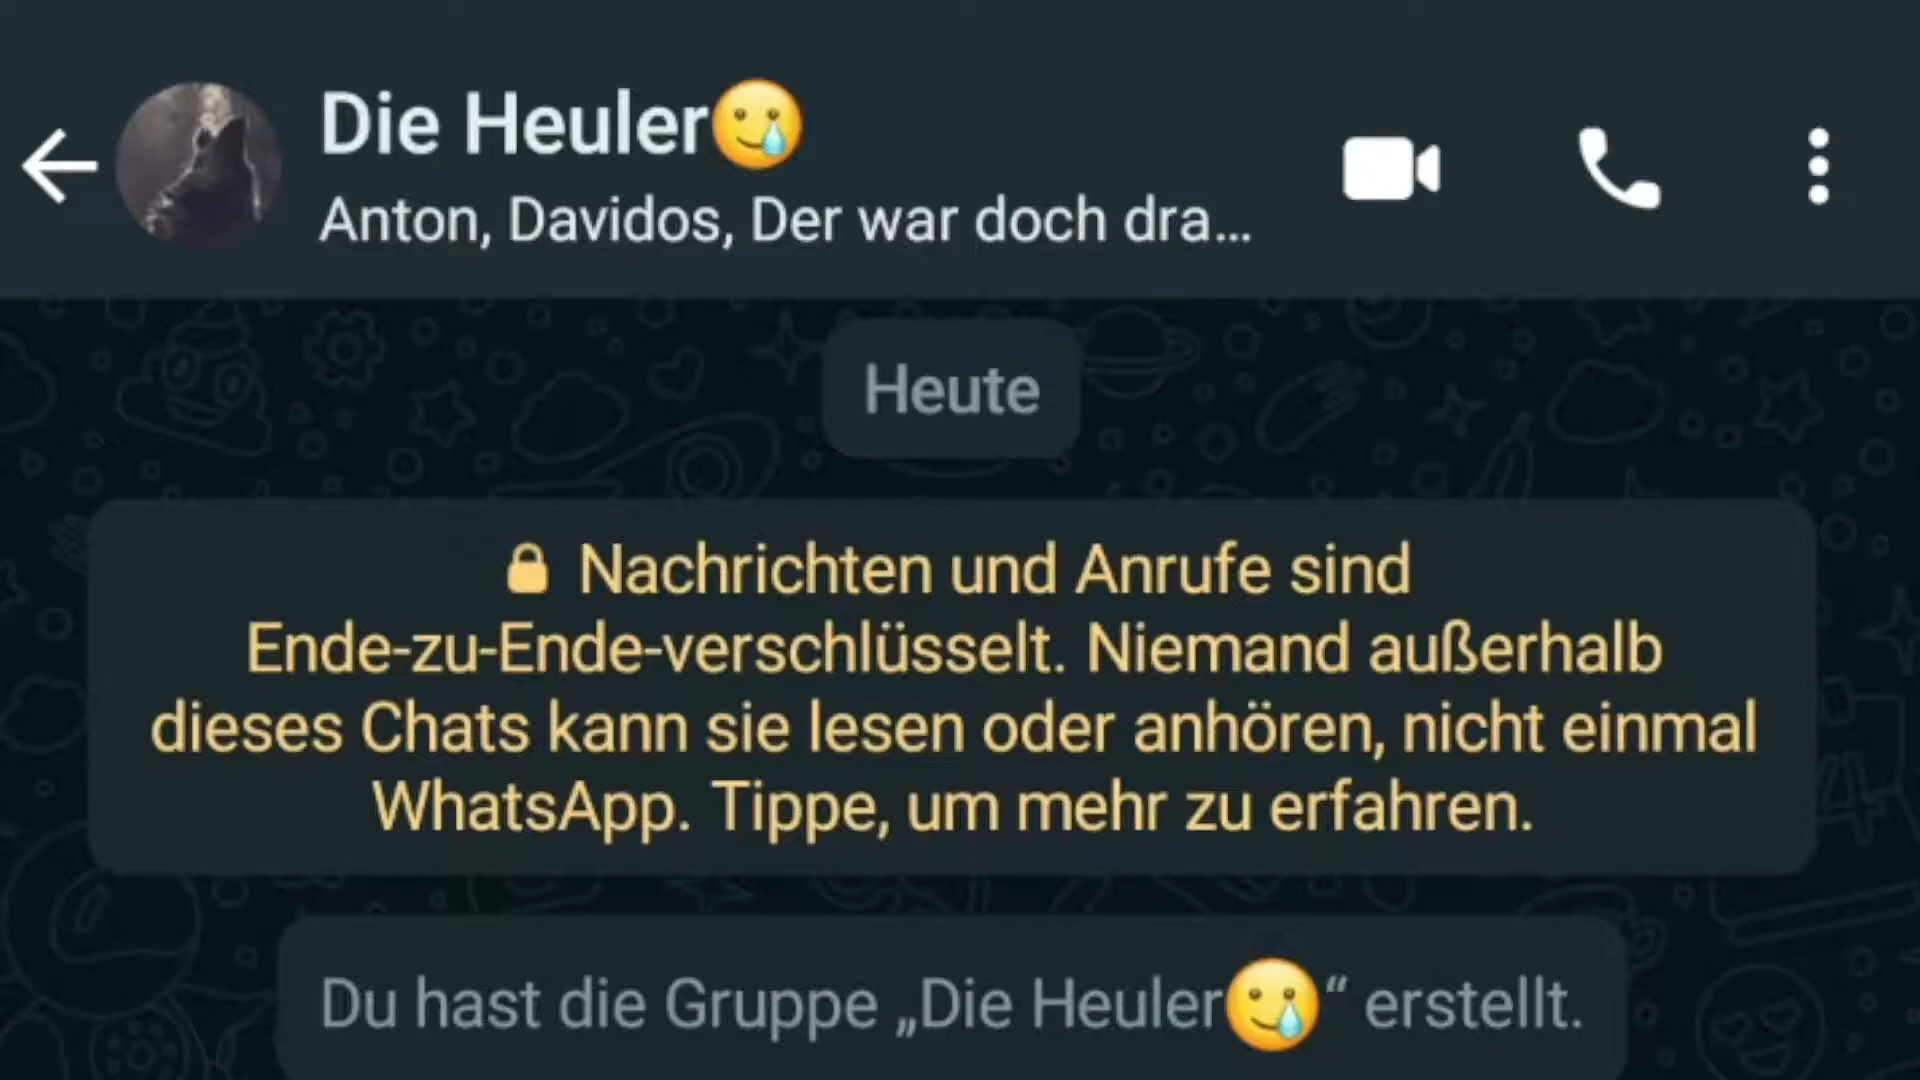 Die Heuler🥲
Anton, Davidos, Der war doch dra...
Heute
🔒 Nachrichten und Anrufe sind
Ende-zu-Ende-verschlüsselt. Niemand außerhalb
dieses Chats kann sie lesen oder anhören, nicht einmal
WhatsApp. Tippe, um mehr zu erfahren.
Du hast die Gruppe „Die Heuler🥲“ erstellt.